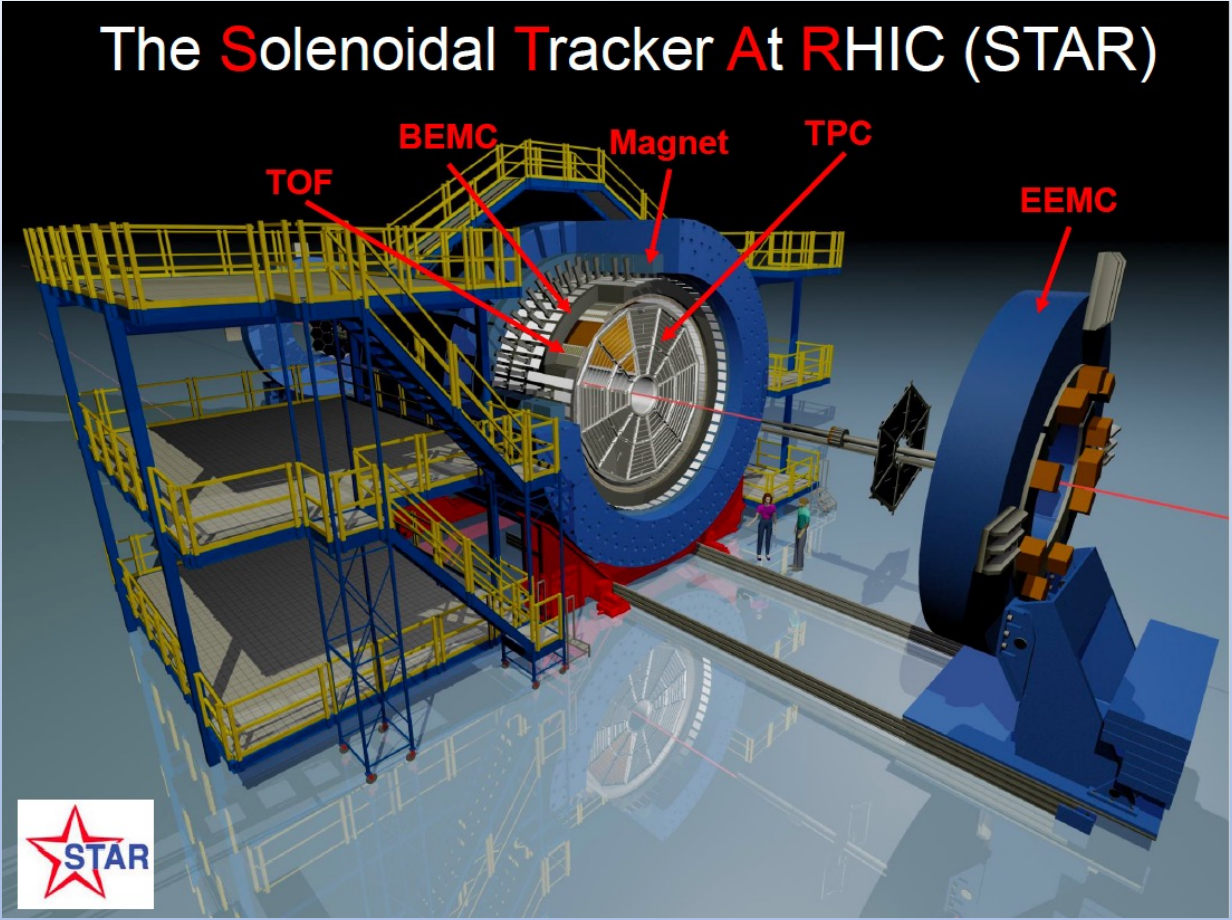 The Solenoidal Tracker At RHIC (STAR)
BEMC
Magnet
TPC
TOF
EEMC
STAR